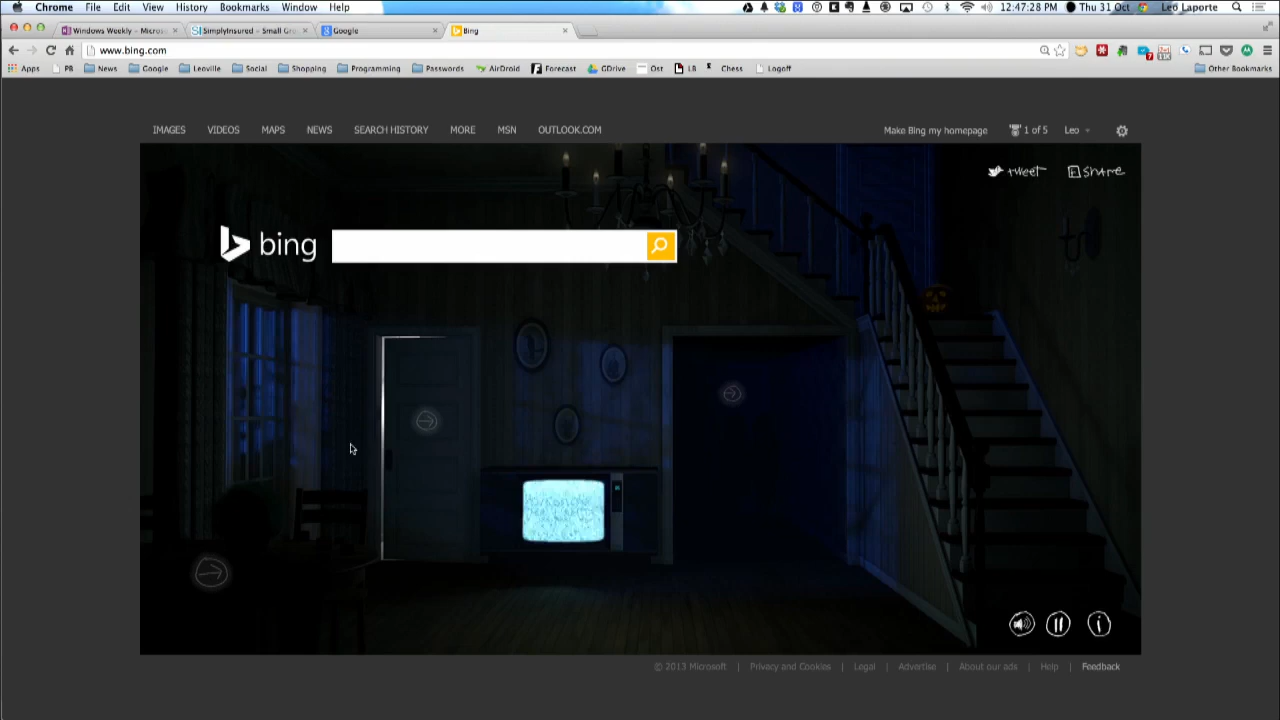 Chrome File Edit View History Bookmarks Window Help 12:47:28 PM Thu 31 Oct Leo Laporte
Windows Weekly – Micros SimplyInsured – Small Gr Google Bing
www.bing.com
Apps PB News Google Leoville Social Shopping Programming Passwords AirDroid Forecast GDrive Ost LR Chess Logoff Other Bookmarks
IMAGES VIDEOS MAPS NEWS SEARCH HISTORY MORE MSN OUTLOOK.COM Make Bing my homepage 1 of 5 Leo
tweet share
bing
© 2013 Microsoft | Privacy and Cookies | Legal | Advertise | About our ads | Help | Feedback